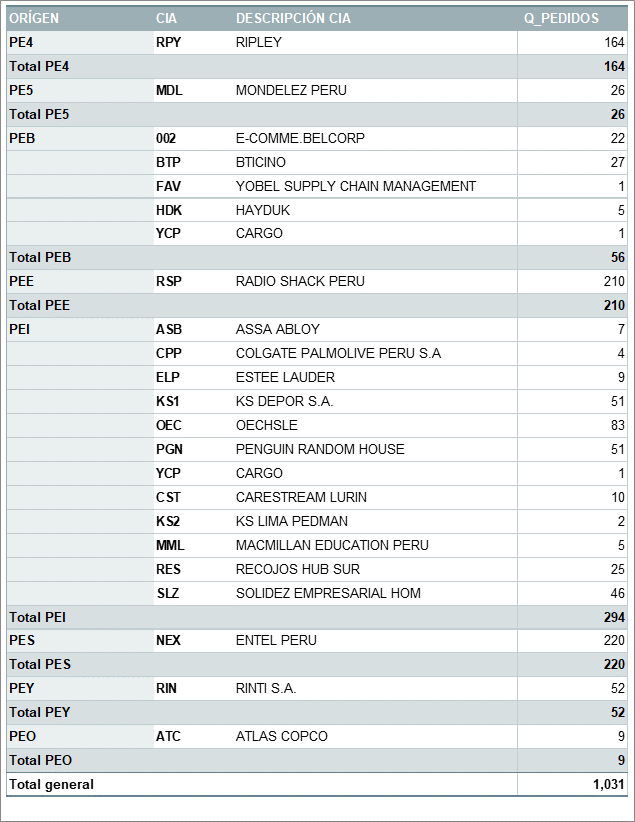 ORÍGEN CIA DESCRIPCIÓN CIA Q_PEDIDOS
PE4 RPY RIPLEY 164
Total PE4 164
PE5 MDL MONDELEZ PERU 26
Total PE5 26
PEB 002 E-COMME.BELCORP 22
BTP BTICINO 27
FAV YOBEL SUPPLY CHAIN MANAGEMENT 1
HDK HAYDUK 5
YCP CARGO 1
Total PEB 56
PEE RSP RADIO SHACK PERU 210
Total PEE 210
PEI ASB ASSA ABLOY 7
CPP COLGATE PALMOLIVE PERU S.A 4
ELP ESTEE LAUDER 9
KS1 KS DEPOR S.A. 51
OEC OECHSLE 83
PGN PENGUIN RANDOM HOUSE 51
YCP CARGO 1
CST CARESTREAM LURIN 10
KS2 KS LIMA PEDMAN 2
MML MACMILLAN EDUCATION PERU 5
RES RECOJOS HUB SUR 25
SLZ SOLIDEZ EMPRESARIAL HOM 46
Total PEI 294
PES NEX ENTEL PERU 220
Total PES 220
PEY RIN RINTI S.A. 52
Total PEY 52
PEO ATC ATLAS COPCO 9
Total PEO 9
Total general 1,031